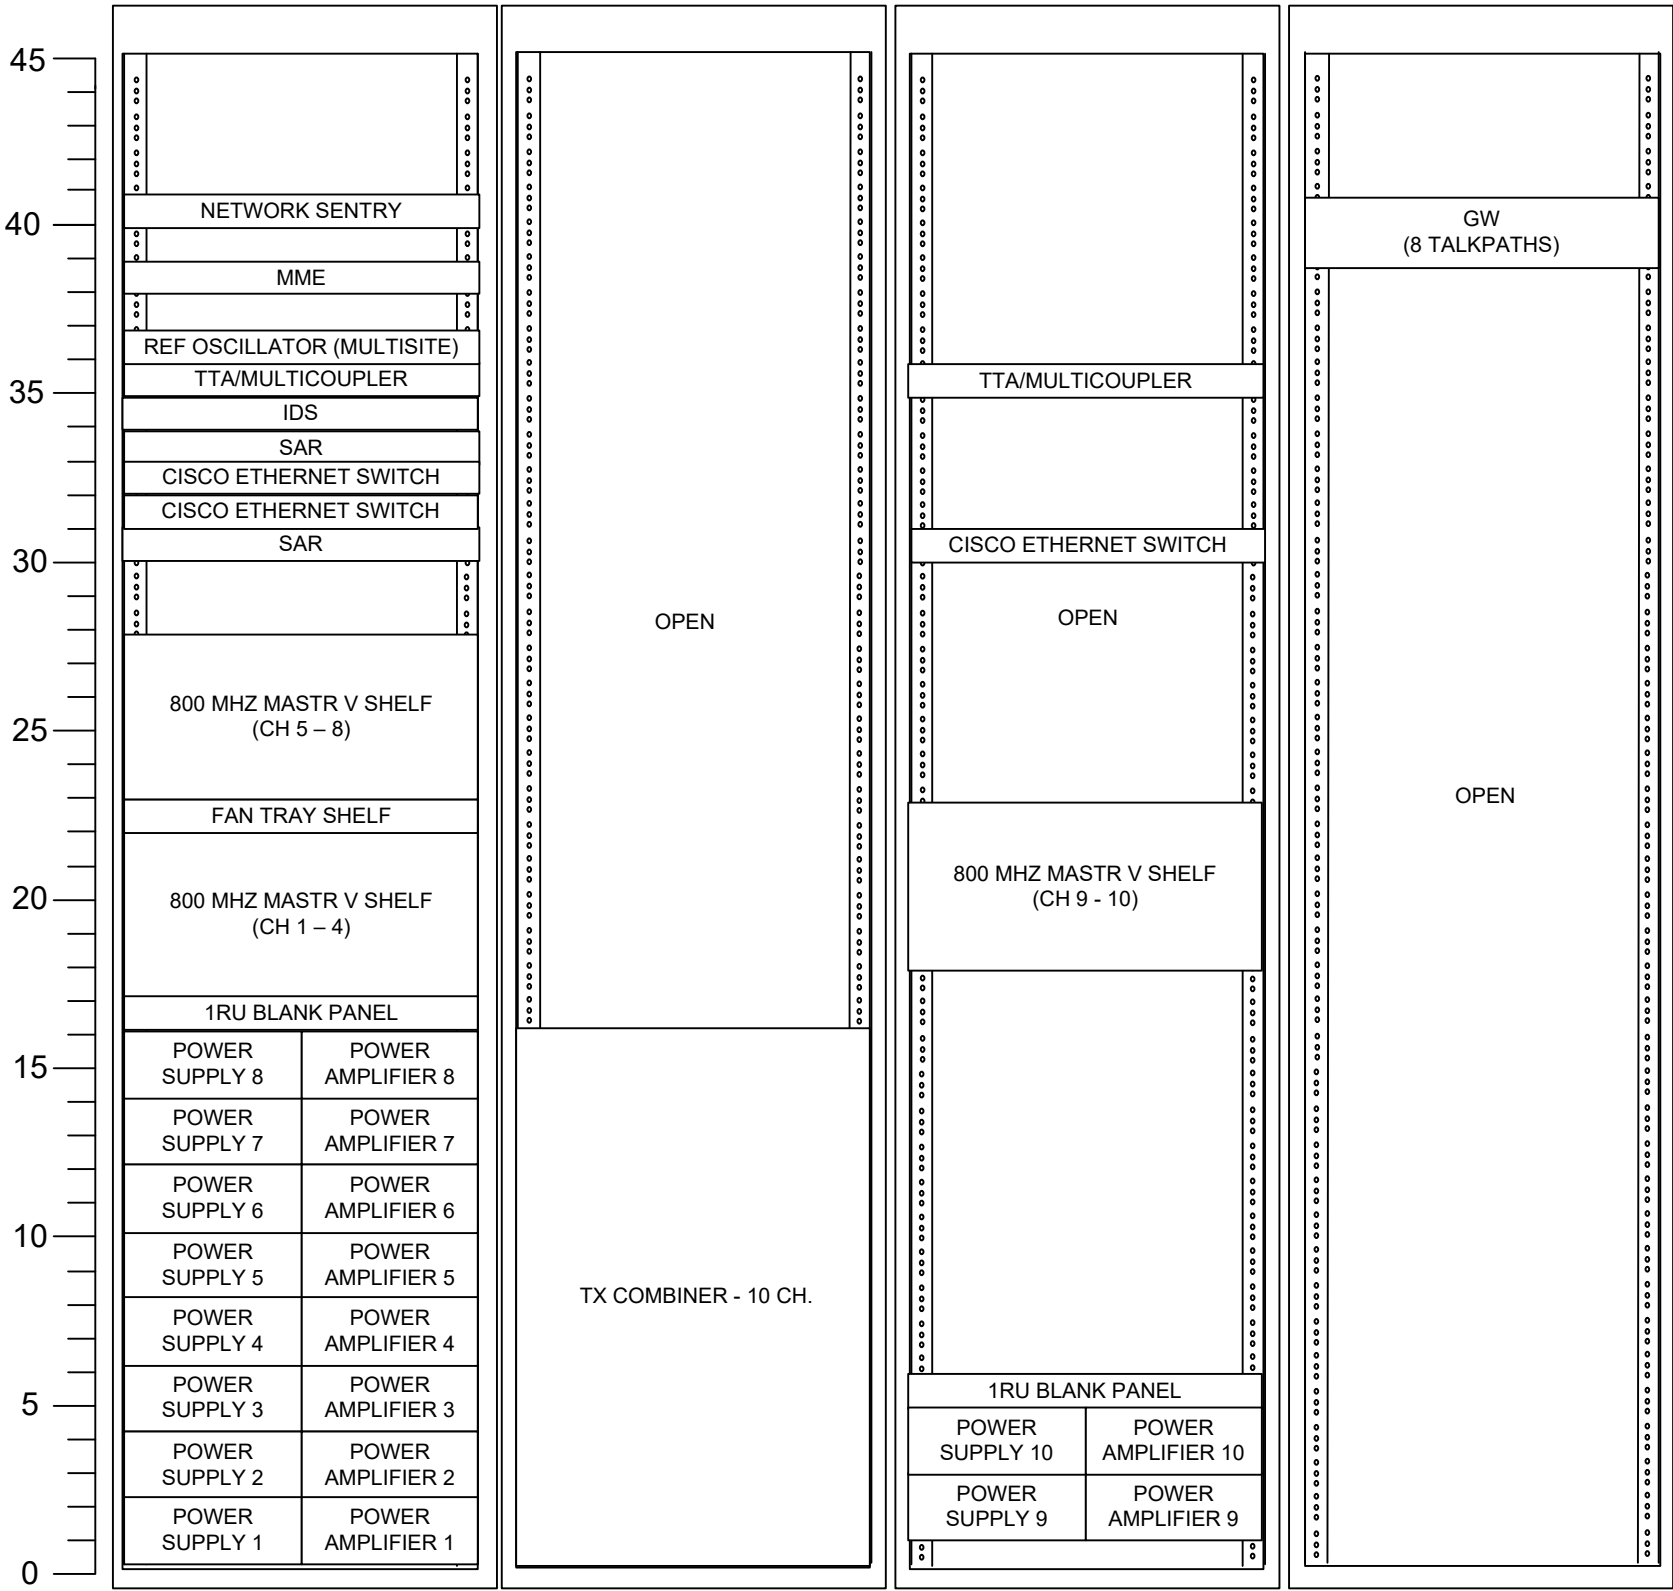 45
40
35
30
25
20
15
10
5
0
NETWORK SENTRY
MME
REF OSCILLATOR (MULTISITE)
TTA/MULTICOUPLER
IDS
SAR
CISCO ETHERNET SWITCH
CISCO ETHERNET SWITCH
SAR
800 MHZ MASTR V SHELF
(CH 5 – 8)
FAN TRAY SHELF
800 MHZ MASTR V SHELF
(CH 1 – 4)
1RU BLANK PANEL
POWER
SUPPLY 8
POWER
AMPLIFIER 8
POWER
SUPPLY 7
POWER
AMPLIFIER 7
POWER
SUPPLY 6
POWER
AMPLIFIER 6
POWER
SUPPLY 5
POWER
AMPLIFIER 5
POWER
SUPPLY 4
POWER
AMPLIFIER 4
POWER
SUPPLY 3
POWER
AMPLIFIER 3
POWER
SUPPLY 2
POWER
AMPLIFIER 2
POWER
SUPPLY 1
POWER
AMPLIFIER 1
OPEN
TX COMBINER - 10 CH.
TTA/MULTICOUPLER
CISCO ETHERNET SWITCH
OPEN
800 MHZ MASTR V SHELF
(CH 9 - 10)
1RU BLANK PANEL
POWER
SUPPLY 10
POWER
AMPLIFIER 10
POWER
SUPPLY 9
POWER
AMPLIFIER 9
GW
(8 TALKPATHS)
OPEN